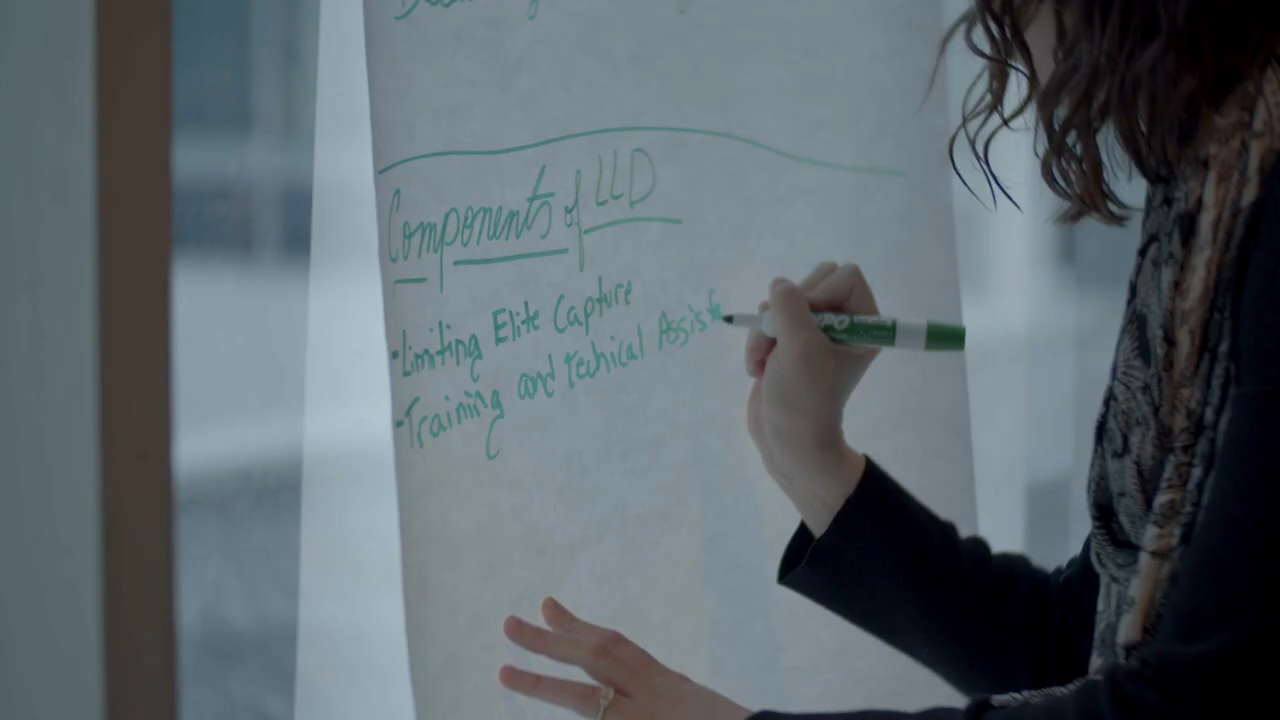 Components of LLD
-Limiting Elite Capture
-Training and Techical Assista